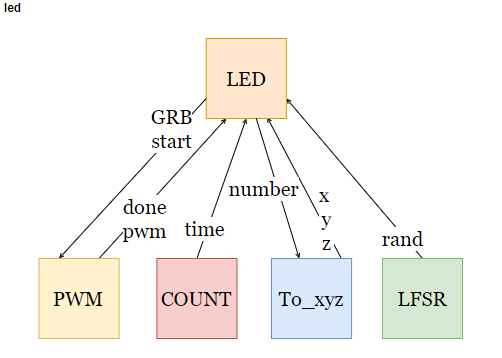 led
LED
GRB
start
done
pwm
time
number
x
y
z
rand
PWM
COUNT
To_xyz
LFSR